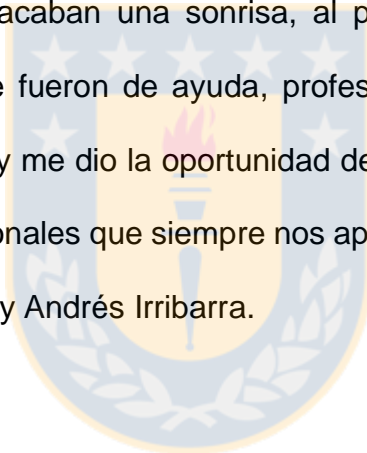 acaban una sonrisa, al p
fueron de ayuda, profes
y me dio la oportunidad de
onales que siempre nos ap
y Andrés Irribarra.